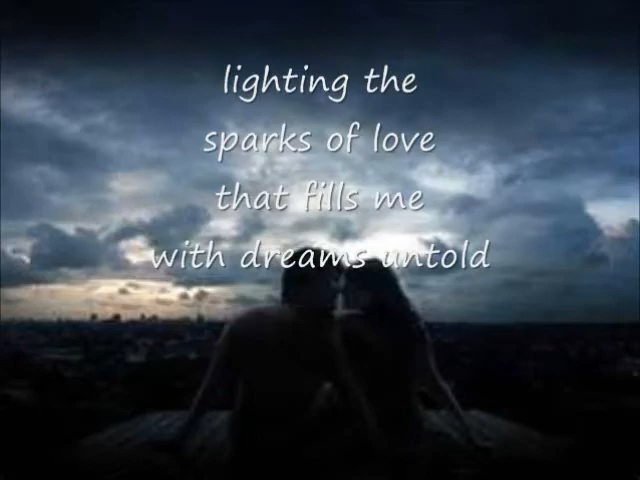 lighting the
sparks of love
that fills me
with dreams untold